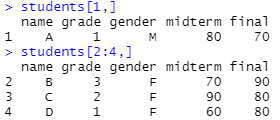 > students[1,]
  name grade gender midterm final
1    A     1      M      80    70
> students[2:4,]
  name grade gender midterm final
2    B     3      F      70    90
3    C     2      F      90    80
4    D     1      F      60    80